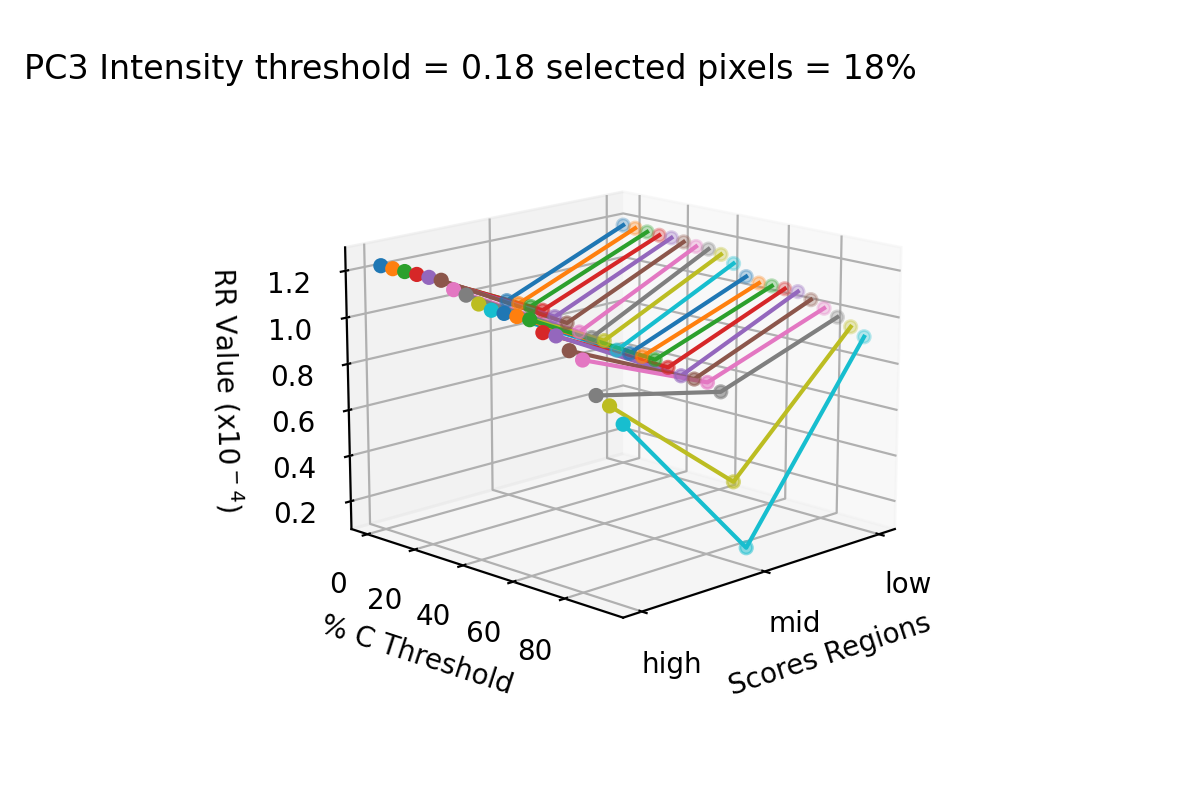 PC3 Intensity threshold = 0.18 selected pixels = 18%
RR Value (x10⁻⁴)
1.2
1.0
0.8
0.6
0.4
0.2
0
20
40
60
80
% C Threshold
high
mid
low
Scores Regions